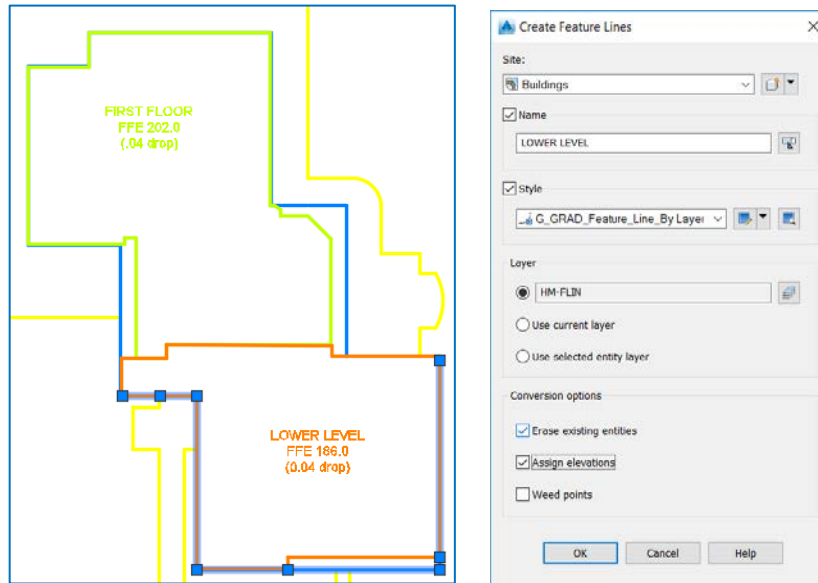 FIRST FLOOR
FFE 202.0
(.04 drop)
LOWER LEVEL
FFE 186.0
(0.04 drop)
Create Feature Lines
Site:
Buildings
Name
LOWER LEVEL
Style
G_GRAD_Feature_Line_By Layer
Layer
HM-FLIN
Use current layer
Use selected entity layer
Conversion options
Erase existing entities
Assign elevations
Weed points
OK Cancel Help